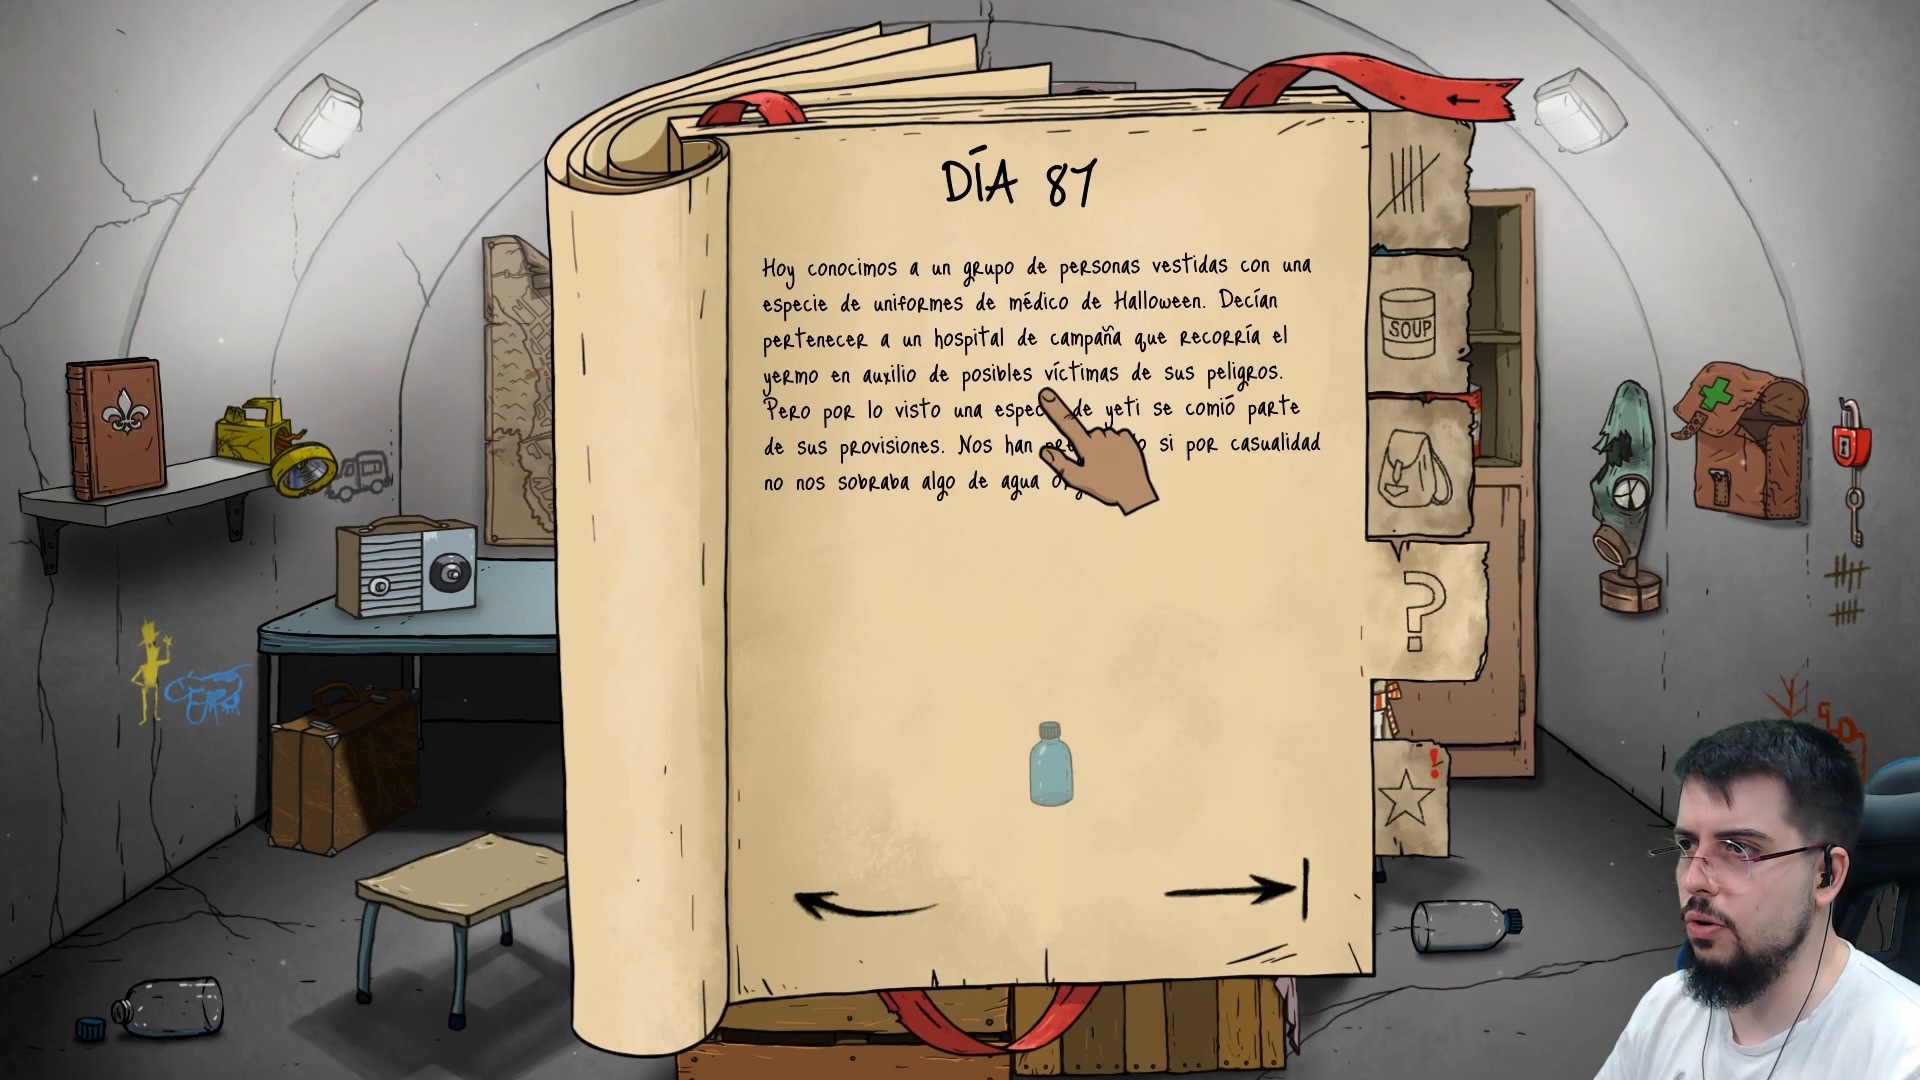 DÍA 87
Hoy conocimos a un grupo de personas vestidas con una
especie de uniformes de médico de Halloween. Decían
pertenecer a un hospital de campaña que recorría el
yermo en auxilio de posibles víctimas de sus peligros.
Pero por lo visto una de yeti se comió parte
de sus provisiones. Nos han si por casualidad
no nos sobraba algo de agua
SOUP
?
!